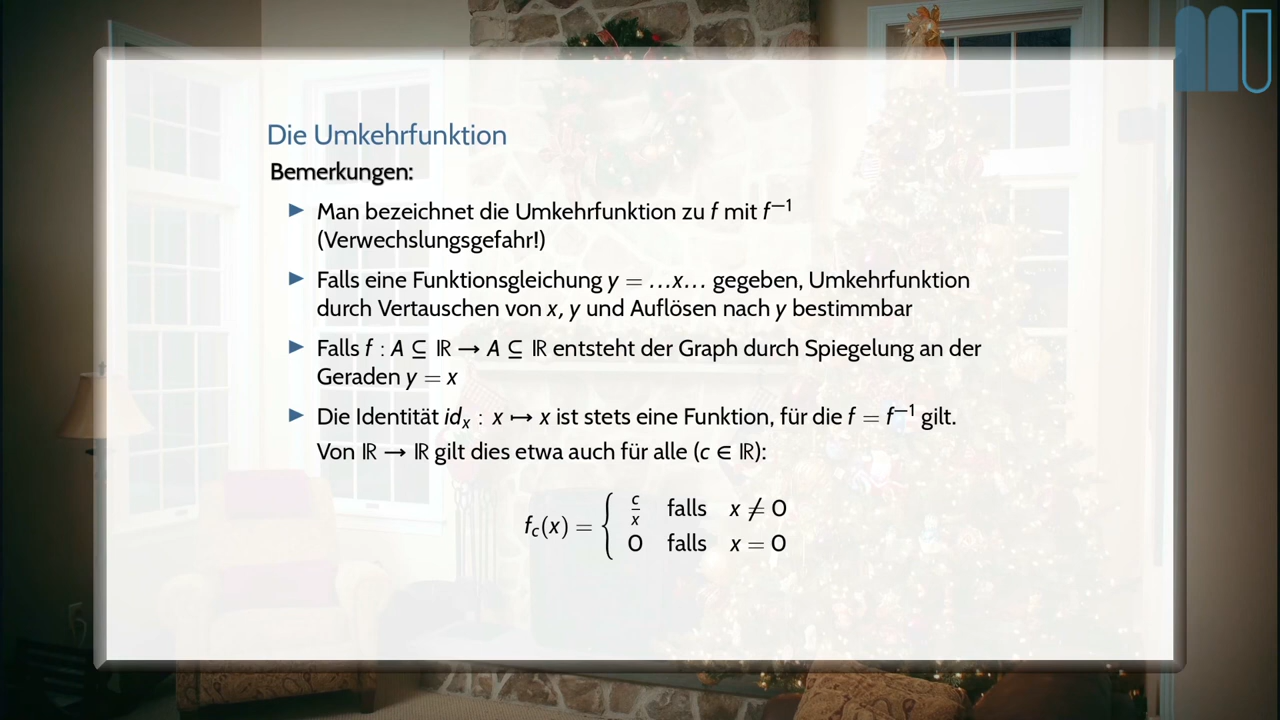 Die Umkehrfunktion
Bemerkungen:
Man bezeichnet die Umkehrfunktion zu f mit f⁻¹
(Verwechslungsgefahr!)
Falls eine Funktionsgleichung y = ...x... gegeben, Umkehrfunktion
durch Vertauschen von x, y und Auflösen nach y bestimmbar
Falls f : A ⊆ ℝ → A ⊆ ℝ entsteht der Graph durch Spiegelung an der
Geraden y = x
Die Identität idₓ : x ↦ x ist stets eine Funktion, für die f = f⁻¹ gilt.
Von ℝ → ℝ gilt dies etwa auch für alle (c ∈ ℝ):
f_c(x) = { c/x falls x ≠ 0
0 falls x = 0